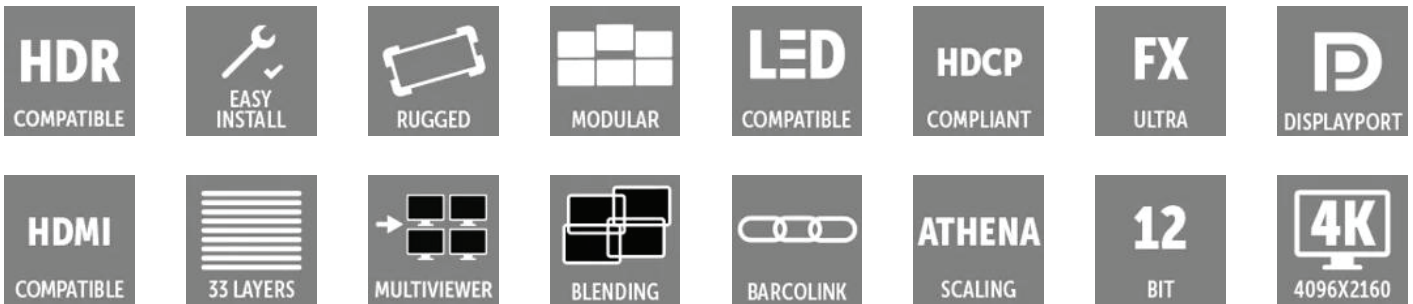 HDR
COMPATIBLE
EASY
INSTALL
RUGGED
MODULAR
LED
COMPATIBLE
HDCP
COMPLIANT
FX
ULTRA
DISPLAYPORT
HDMI
COMPATIBLE
33 LAYERS
MULTIVIEWER
BLENDING
BARCOLINK
ATHENA
SCALING
12
BIT
4K
4096X2160